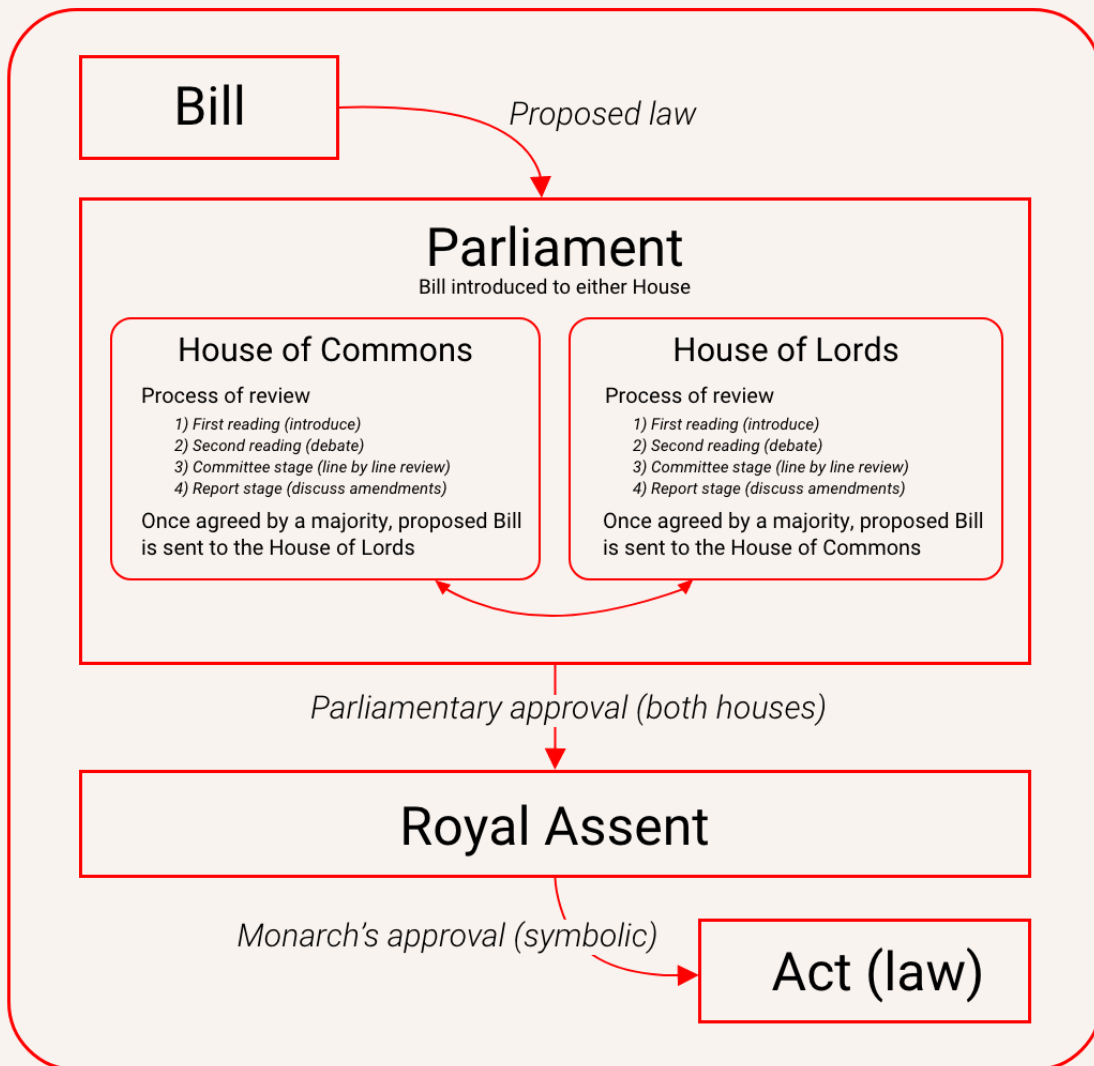 Bill
Proposed law
Parliament
Bill introduced to either House
House of Commons
Process of review
1) First reading (introduce)
2) Second reading (debate)
3) Committee stage (line by line review)
4) Report stage (discuss amendments)
Once agreed by a majority, proposed Bill
is sent to the House of Lords
House of Lords
Process of review
1) First reading (introduce)
2) Second reading (debate)
3) Committee stage (line by line review)
4) Report stage (discuss amendments)
Once agreed by a majority, proposed Bill
is sent to the House of Commons
Parliamentary approval (both houses)
Royal Assent
Monarch’s approval (symbolic)
Act (law)